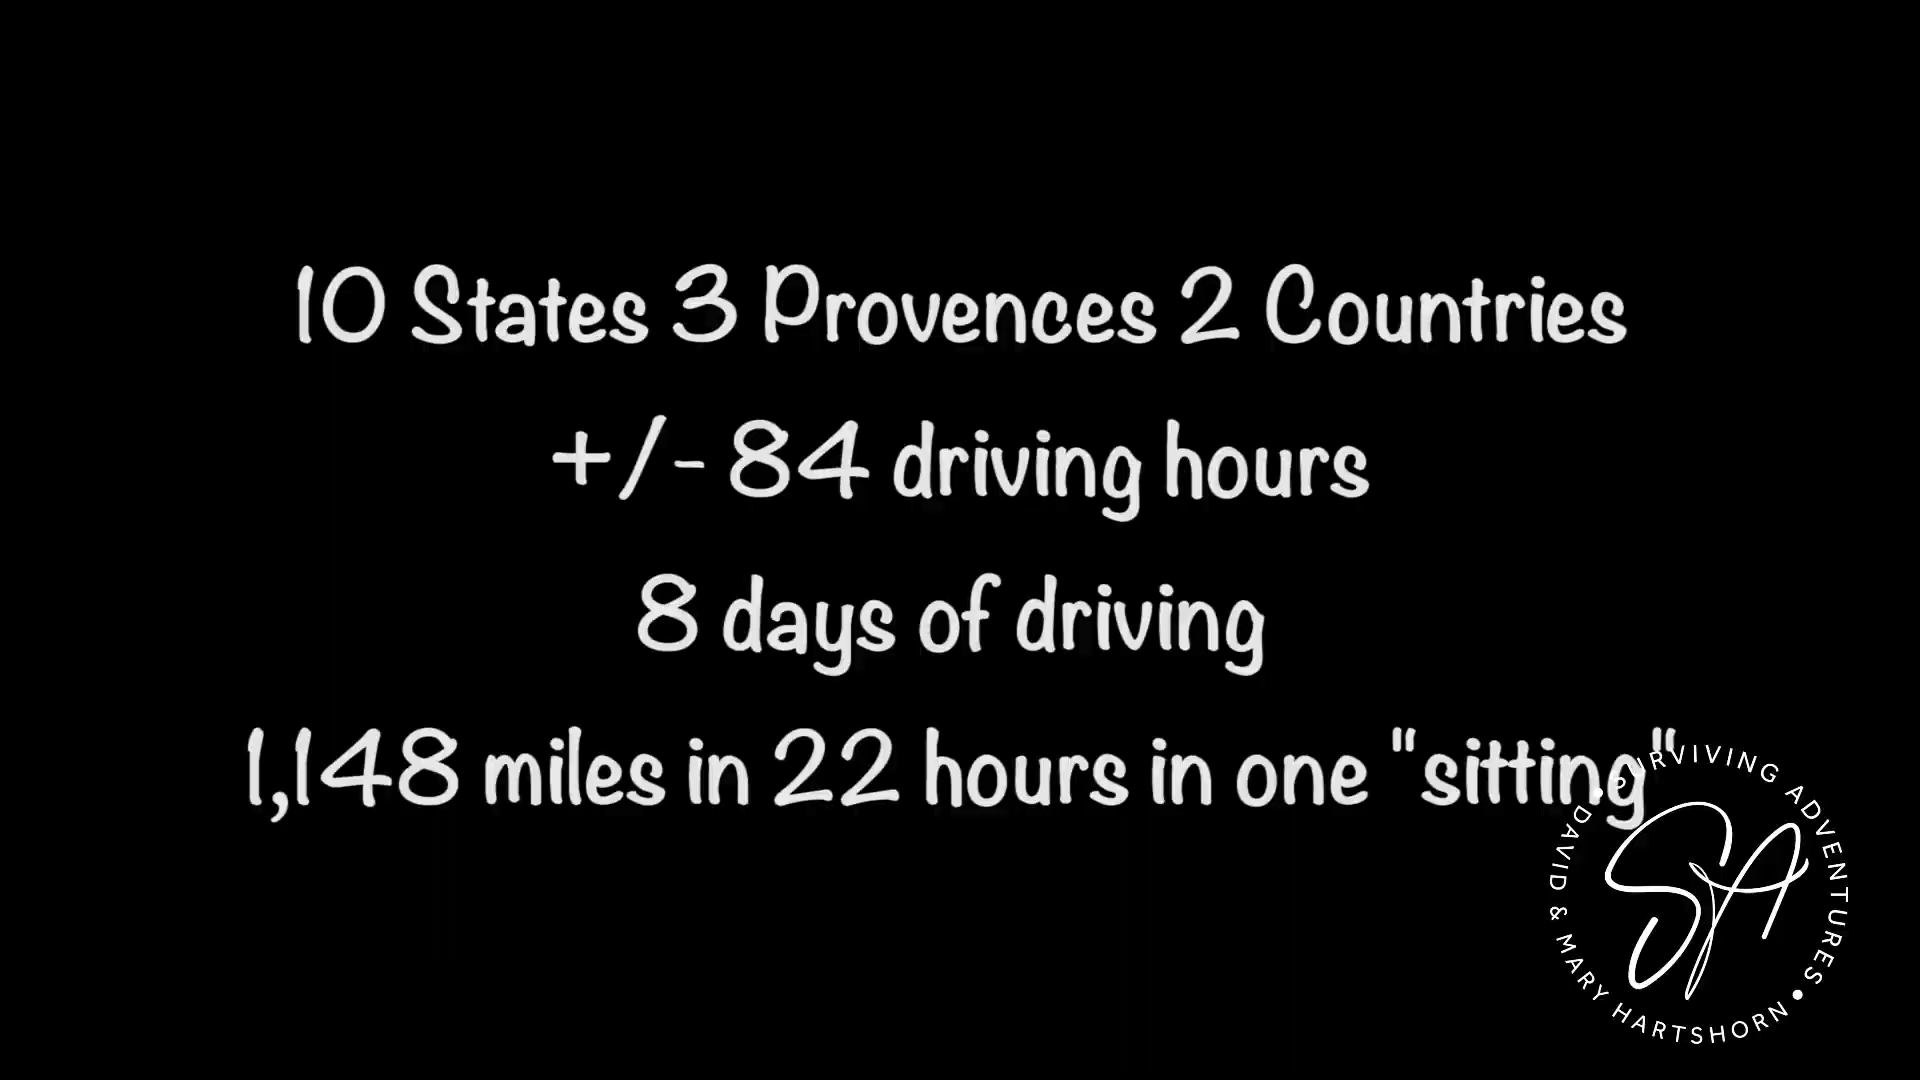 10 States 3 Provences 2 Countries
+/- 84 driving hours
8 days of driving
1,148 miles in 22 hours in one "sitting"
SURVIVING ADVENTURES •
DAVID & MARY HARTSHORN •
SA